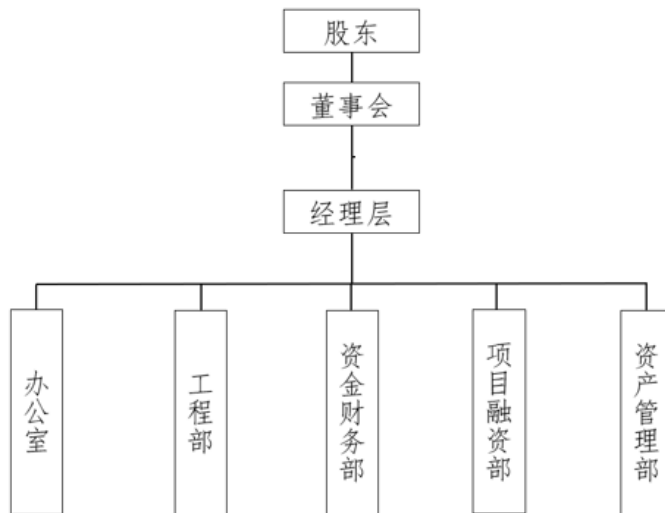 股东
董事会
经理层
办公室
工程部
资金财务部
项目融资部
资产管理部